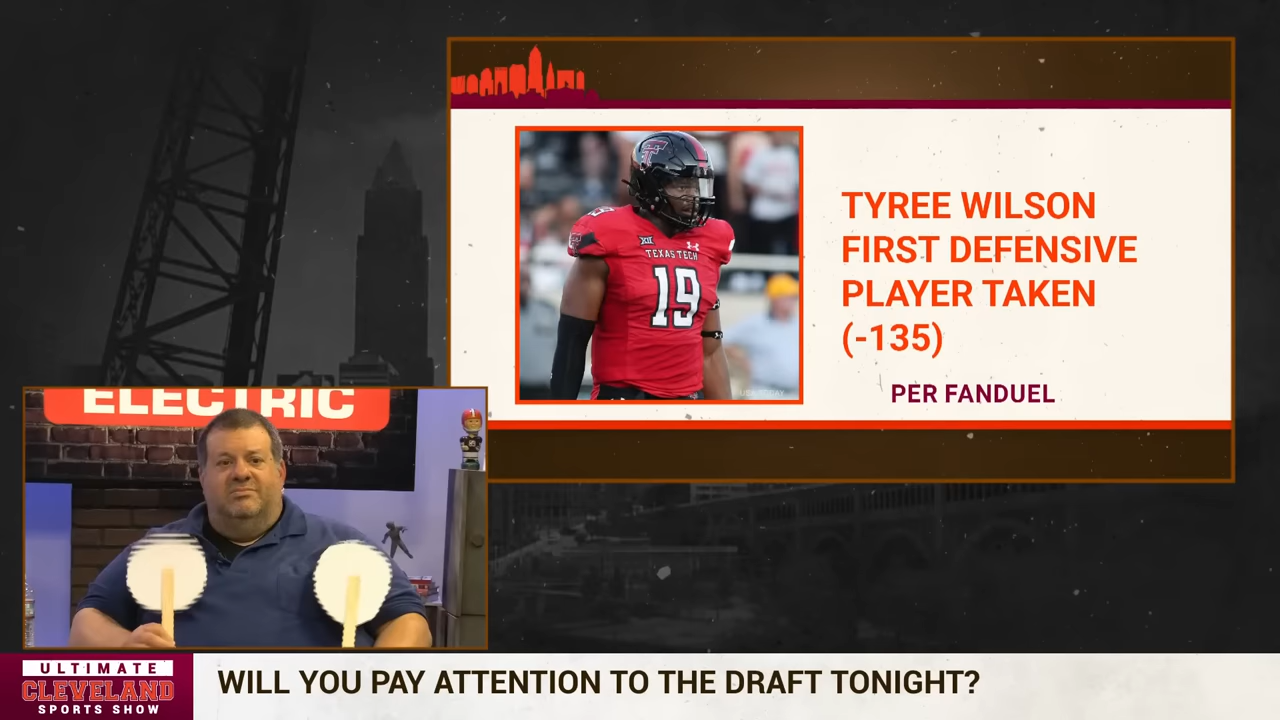 TYREE WILSON
FIRST DEFENSIVE
PLAYER TAKEN
(-135)
PER FANDUEL
TEXAS TECH
19
ELECTRIC
ULTIMATE
CLEVELAND
SPORTS SHOW
WILL YOU PAY ATTENTION TO THE DRAFT TONIGHT?